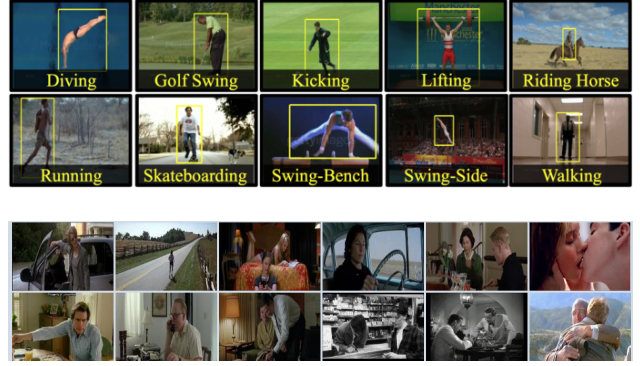 Diving
Golf Swing
Kicking
Lifting
Riding Horse
Running
Skateboarding
Swing-Bench
Swing-Side
Walking